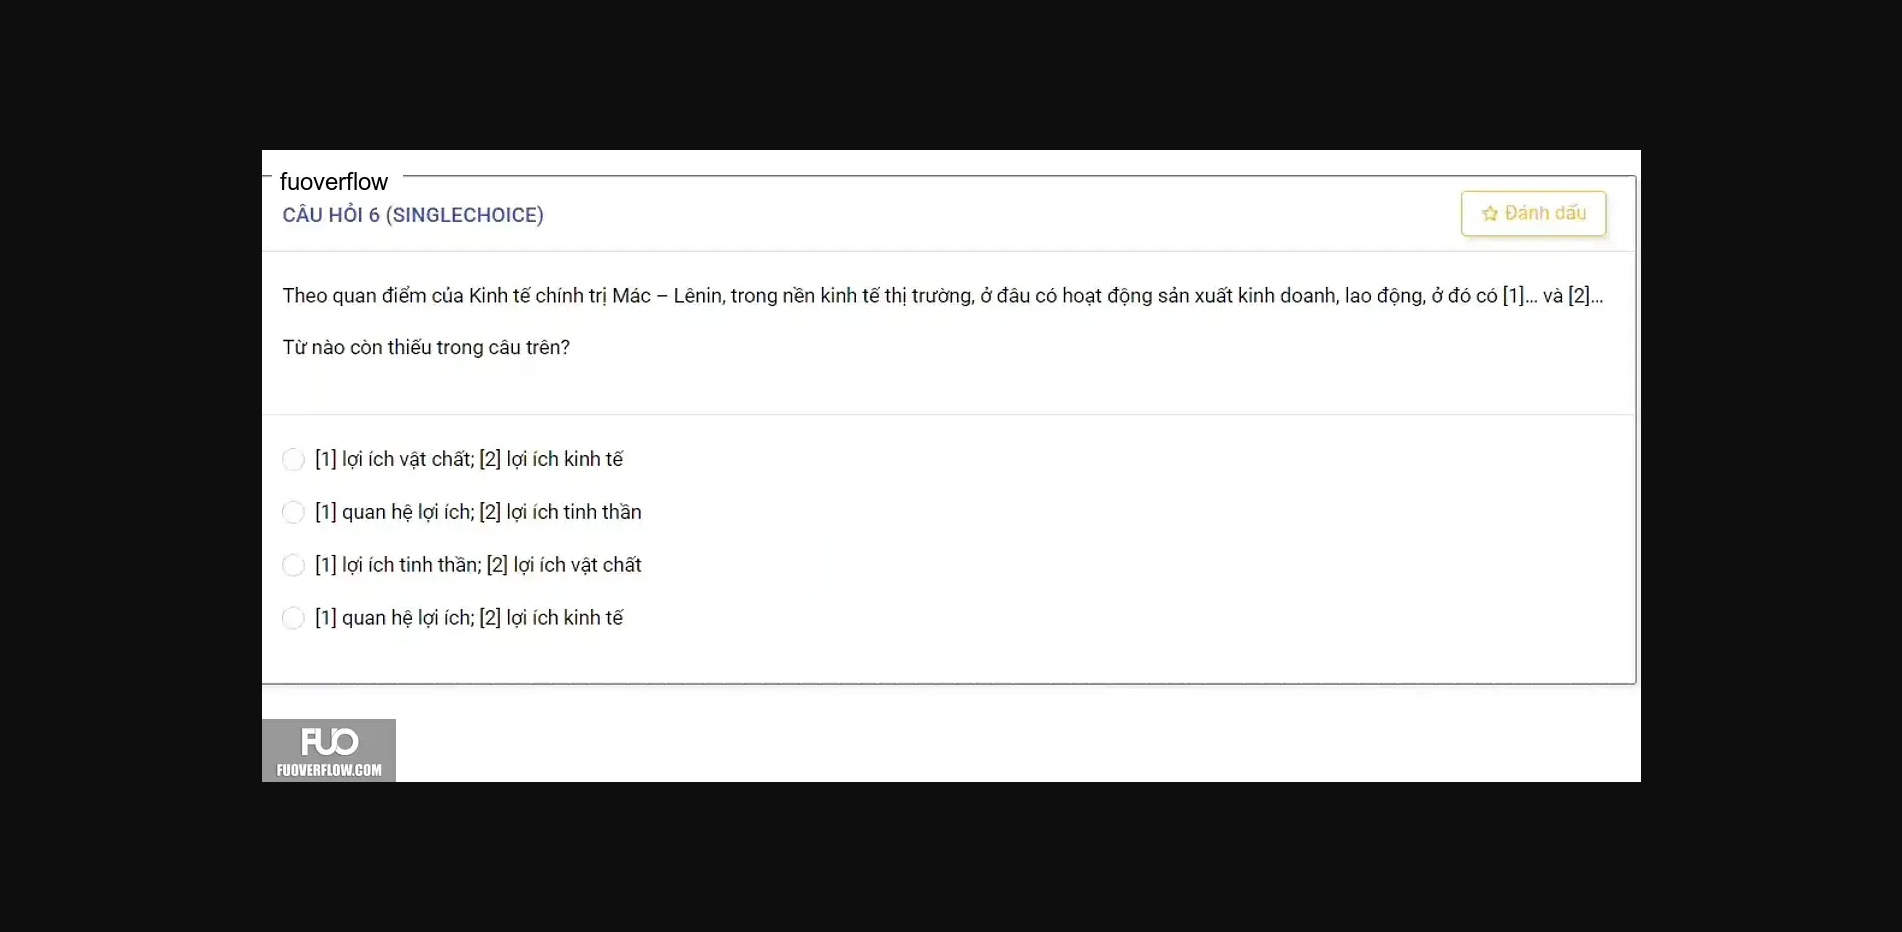 fuoverflow
CÂU HỎI 6 (SINGLECHOICE)
Đánh dấu
Theo quan điểm của Kinh tế chính trị Mác – Lênin, trong nền kinh tế thị trường, ở đâu có hoạt động sản xuất kinh doanh, lao động, ở đó có [1]... và [2]...
Từ nào còn thiếu trong câu trên?
[1] lợi ích vật chất; [2] lợi ích kinh tế
[1] quan hệ lợi ích; [2] lợi ích tinh thần
[1] lợi ích tinh thần; [2] lợi ích vật chất
[1] quan hệ lợi ích; [2] lợi ích kinh tế
FUO
FUOVERFLOW.COM